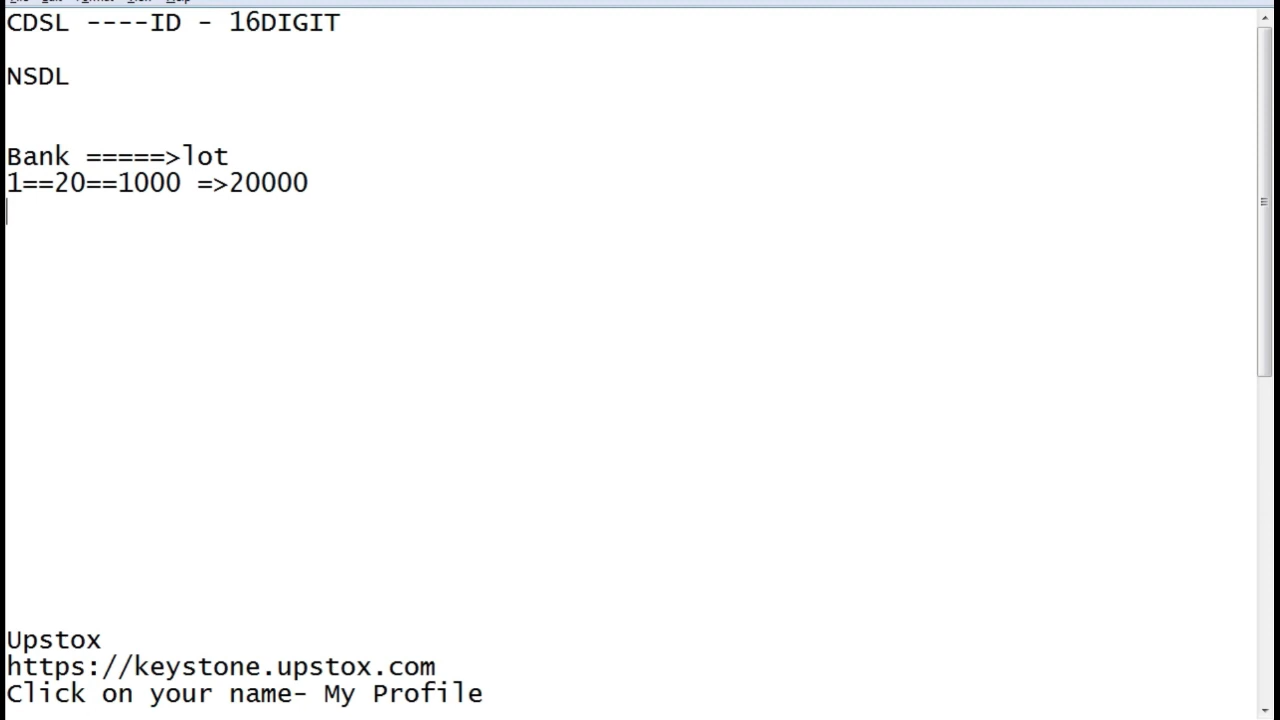 CDSL ----ID - 16DIGIT
NSDL
Bank =====>lot
1==20==1000 =>20000
Upstox
https://keystone.upstox.com
Click on your name- My Profile